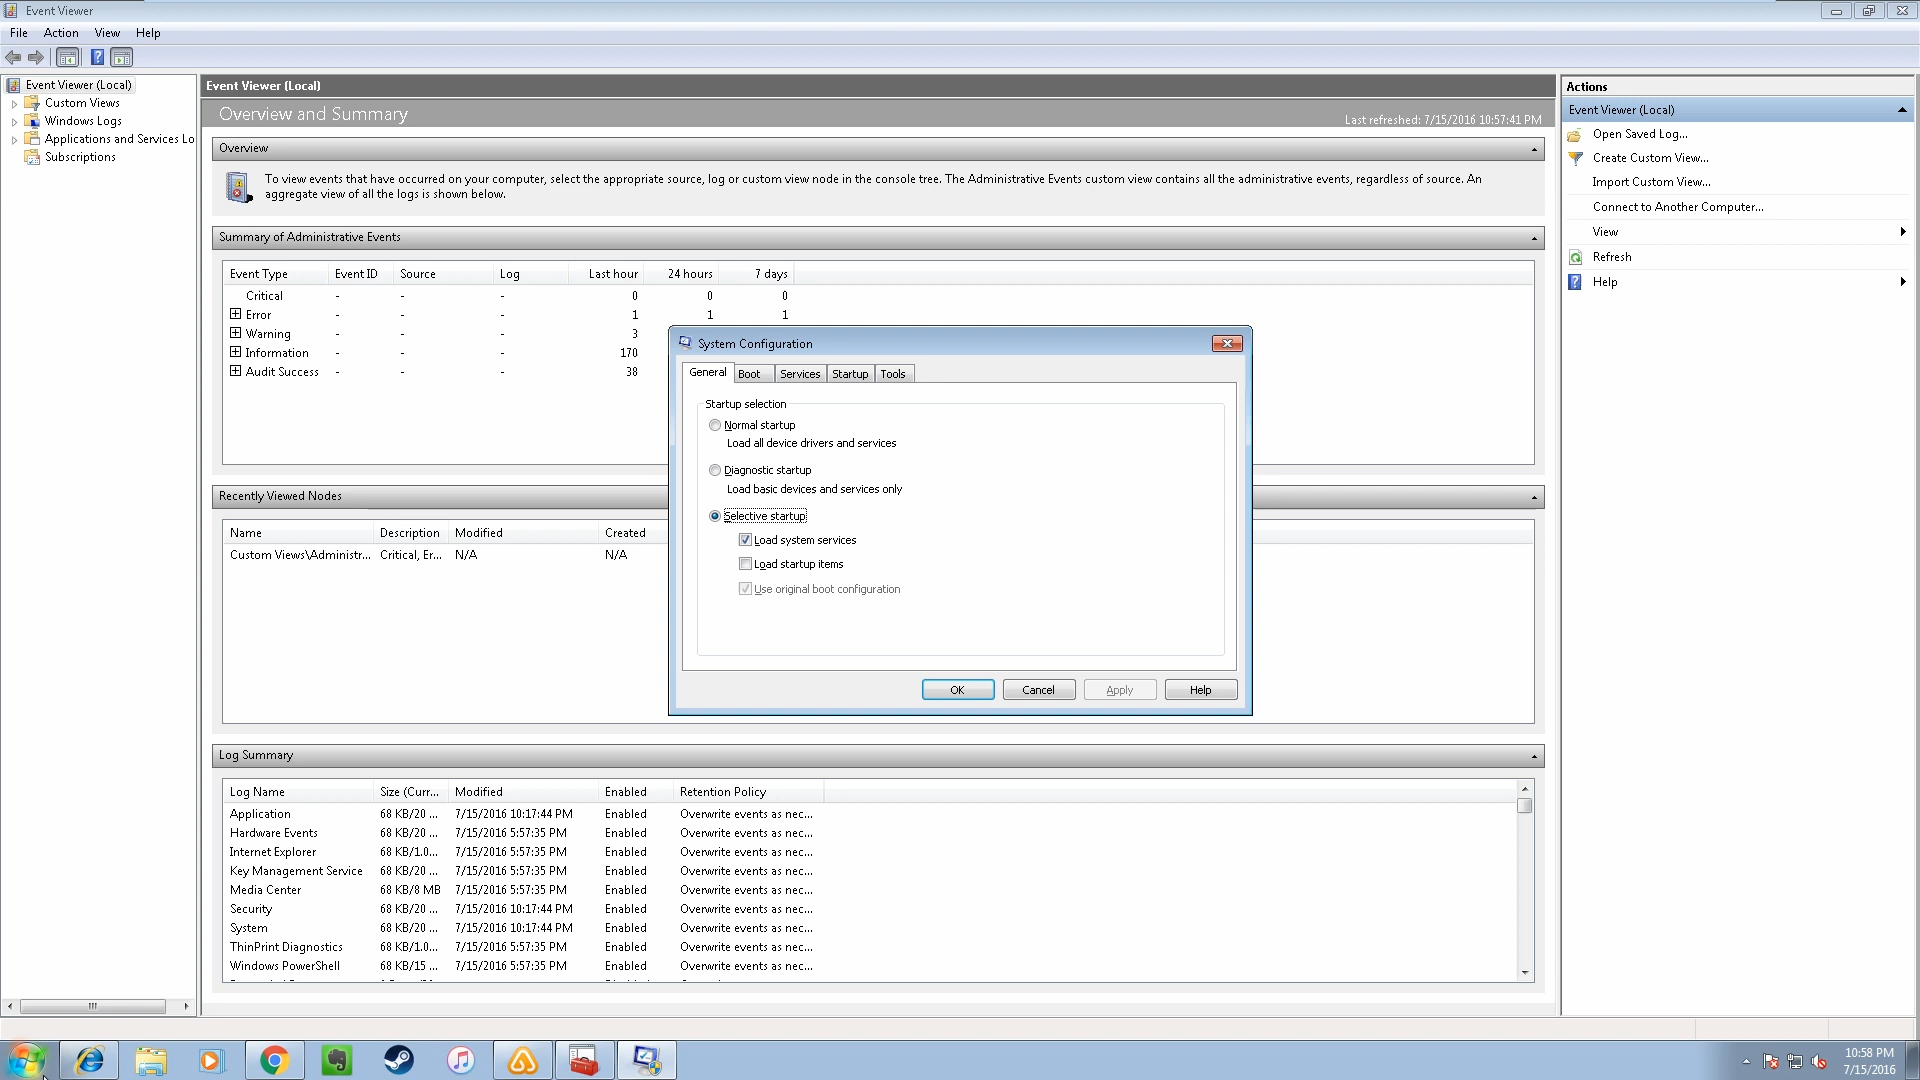 Event Viewer
File Action View Help
Event Viewer (Local)
Custom Views
Windows Logs
Applications and Services Lo
Subscriptions
Event Viewer (Local)
Overview and Summary
Last refreshed: 7/15/2016 10:57:41 PM
Overview
To view events that have occurred on your computer, select the appropriate source, log or custom view node in the console tree. The Administrative Events custom view contains all the administrative events, regardless of source. An
aggregate view of all the logs is shown below.
Summary of Administrative Events
Event Type Event ID Source Log Last hour 24 hours 7 days
Critical - - - 0 0 0
Error - - - 1 1 1
Warning - - - 3
Information - - - 170
Audit Success - - - 38
System Configuration
General Boot Services Startup Tools
Startup selection
Normal startup
Load all device drivers and services
Diagnostic startup
Load basic devices and services only
Selective startup
Load system services
Load startup items
Use original boot configuration
OK Cancel Apply Help
Recently Viewed Nodes
Name Description Modified Created
Custom Views\Administr... Critical, Er... N/A N/A
Log Summary
Log Name Size (Curr... Modified Enabled Retention Policy
Application 68 KB/20 ... 7/15/2016 10:17:44 PM Enabled Overwrite events as nec...
Hardware Events 68 KB/20 ... 7/15/2016 5:57:35 PM Enabled Overwrite events as nec...
Internet Explorer 68 KB/1.0... 7/15/2016 5:57:35 PM Enabled Overwrite events as nec...
Key Management Service 68 KB/20 ... 7/15/2016 5:57:35 PM Enabled Overwrite events as nec...
Media Center 68 KB/8 MB 7/15/2016 5:57:35 PM Enabled Overwrite events as nec...
Security 68 KB/20 ... 7/15/2016 10:17:44 PM Enabled Overwrite events as nec...
System 68 KB/20 ... 7/15/2016 10:17:44 PM Enabled Overwrite events as nec...
ThinPrint Diagnostics 68 KB/1.0... 7/15/2016 5:57:35 PM Enabled Overwrite events as nec...
Windows PowerShell 68 KB/15 ... 7/15/2016 5:57:35 PM Enabled Overwrite events as nec...
Actions
Event Viewer (Local)
Open Saved Log...
Create Custom View...
Import Custom View...
Connect to Another Computer...
View
Refresh
Help
10:58 PM
7/15/2016